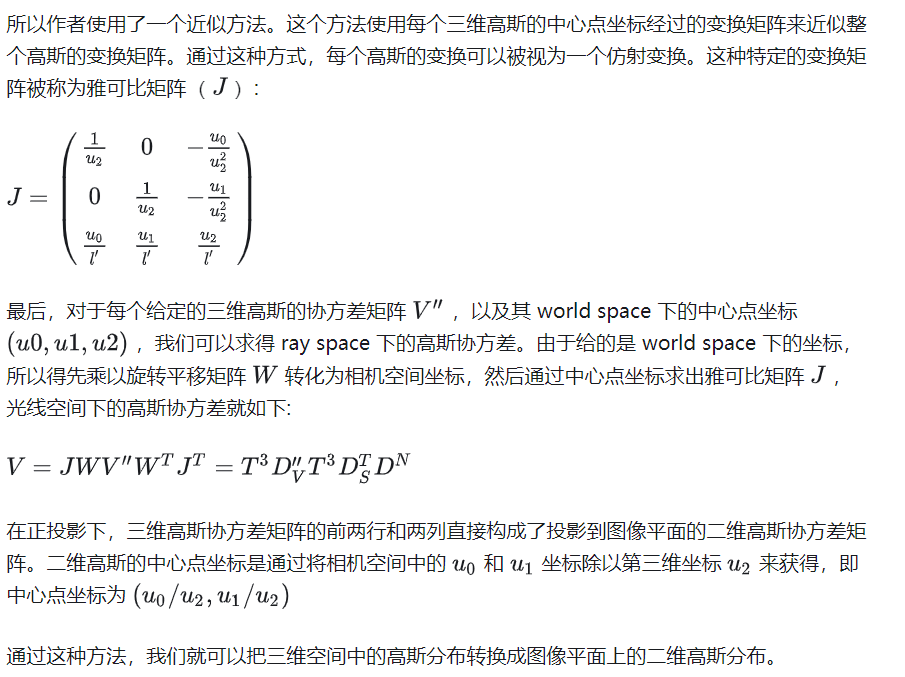 所以作者使用了一个近似方法。这个方法使用每个三维高斯的中心点坐标经过的变换矩阵来近似整
个高斯的变换矩阵。通过这种方式，每个高斯的变换可以被视为一个仿射变换。这种特定的变换矩
阵被称为雅可比矩阵（ J ）：
J = \begin{pmatrix} \frac{1}{u_2} & 0 & -\frac{u_0}{u_2^2} \\ 0 & \frac{1}{u_2} & -\frac{u_1}{u_2^2} \\ \frac{u_0}{l'} & \frac{u_1}{l'} & \frac{u_2}{l'} \end{pmatrix}
最后，对于每个给定的三维高斯的协方差矩阵 V'' ，以及其 world space 下的中心点坐标
(u0, u1, u2) ，我们可以求得 ray space 下的高斯协方差。由于给的是 world space 下的坐标，
所以得先乘以旋转平移矩阵 W 转化为相机空间坐标，然后通过中心点坐标求出雅可比矩阵 J ，
光线空间下的高斯协方差就如下:
V = JWV''W^T J^T = T^3 D''_V T^3 D_S^T D^N
在正投影下，三维高斯协方差矩阵的前两行和两列直接构成了投影到图像平面的二维高斯协方差矩
阵。二维高斯的中心点坐标是通过将相机空间中的 u_0 和 u_1 坐标除以第三维坐标 u_2 来获得，即
中心点坐标为 (u_0/u_2, u_1/u_2)
通过这种方法，我们就可以把三维空间中的高斯分布转换成图像平面上的二维高斯分布。